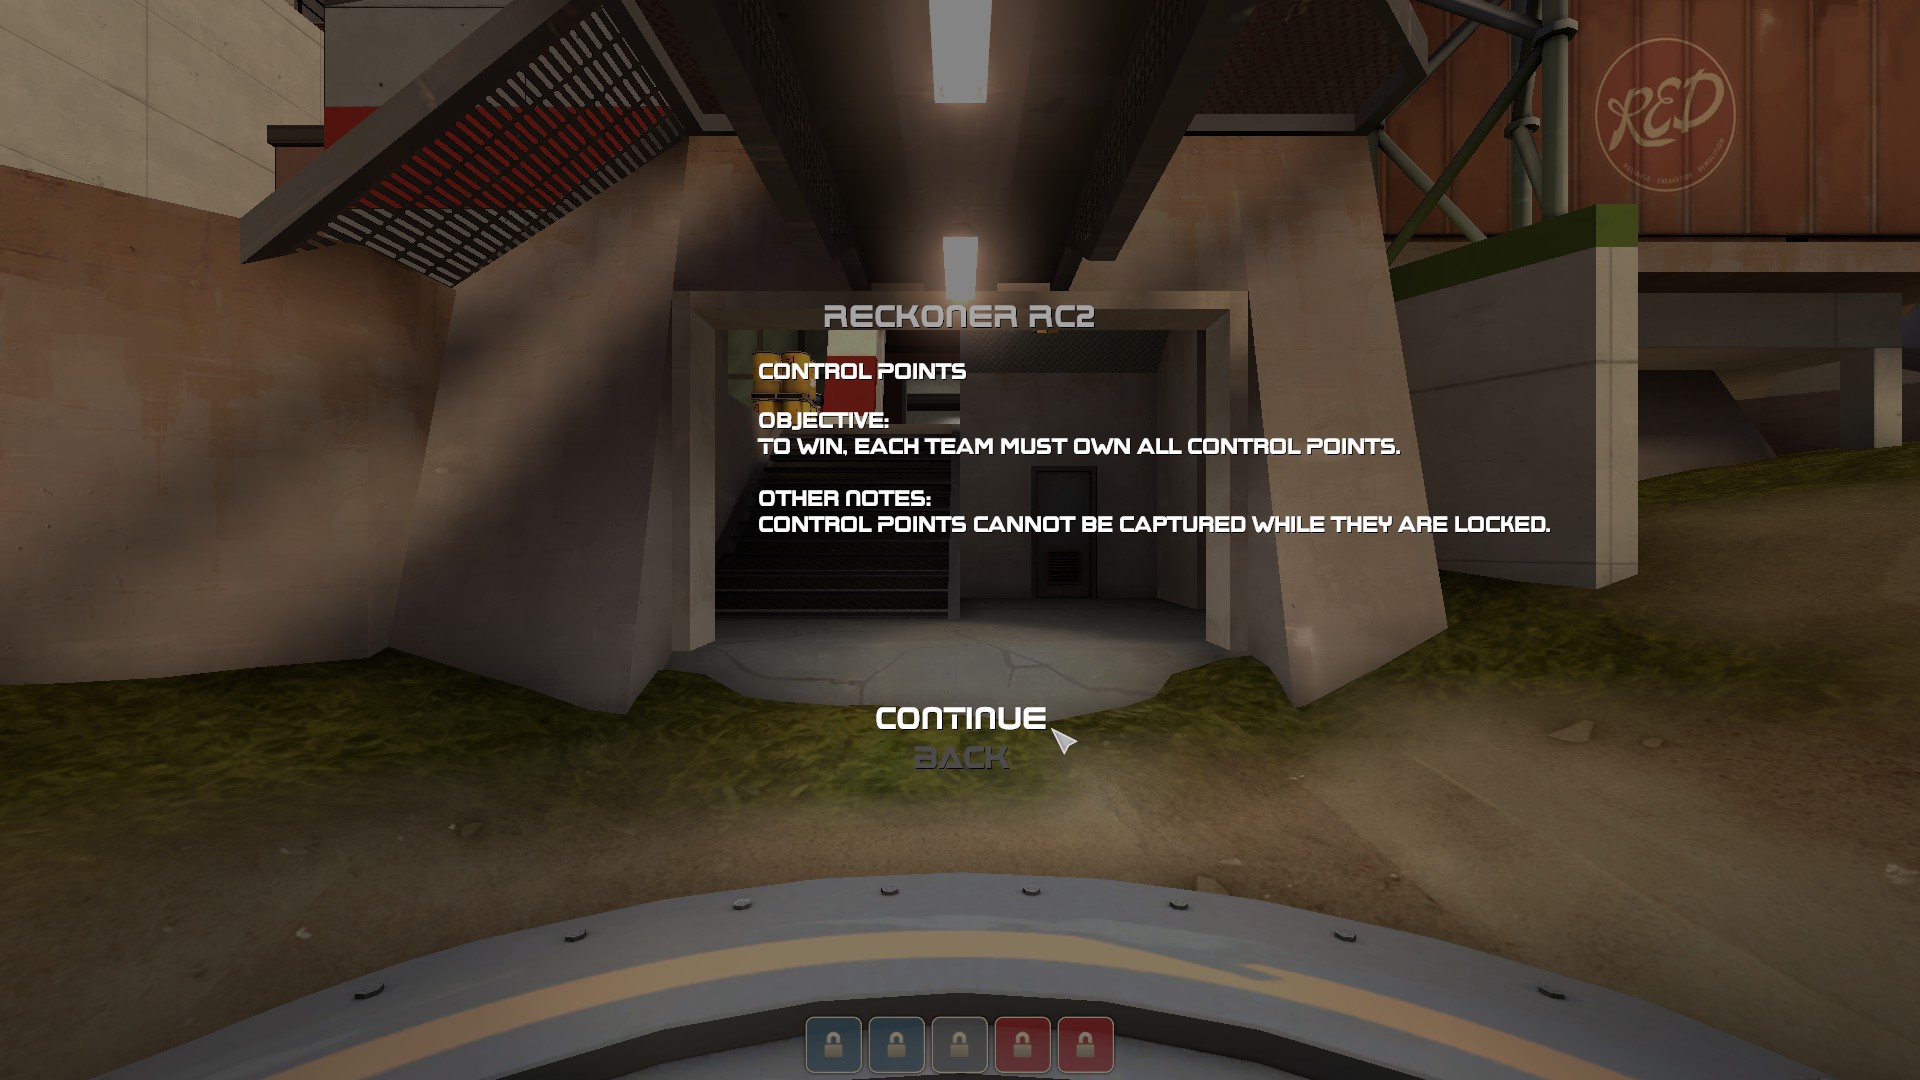 RED
RECKONER RC2
CONTROL POINTS
OBJECTIVE:
TO WIN, EACH TEAM MUST OWN ALL CONTROL POINTS.
OTHER NOTES:
CONTROL POINTS CANNOT BE CAPTURED WHILE THEY ARE LOCKED.
CONTINUE
BACK